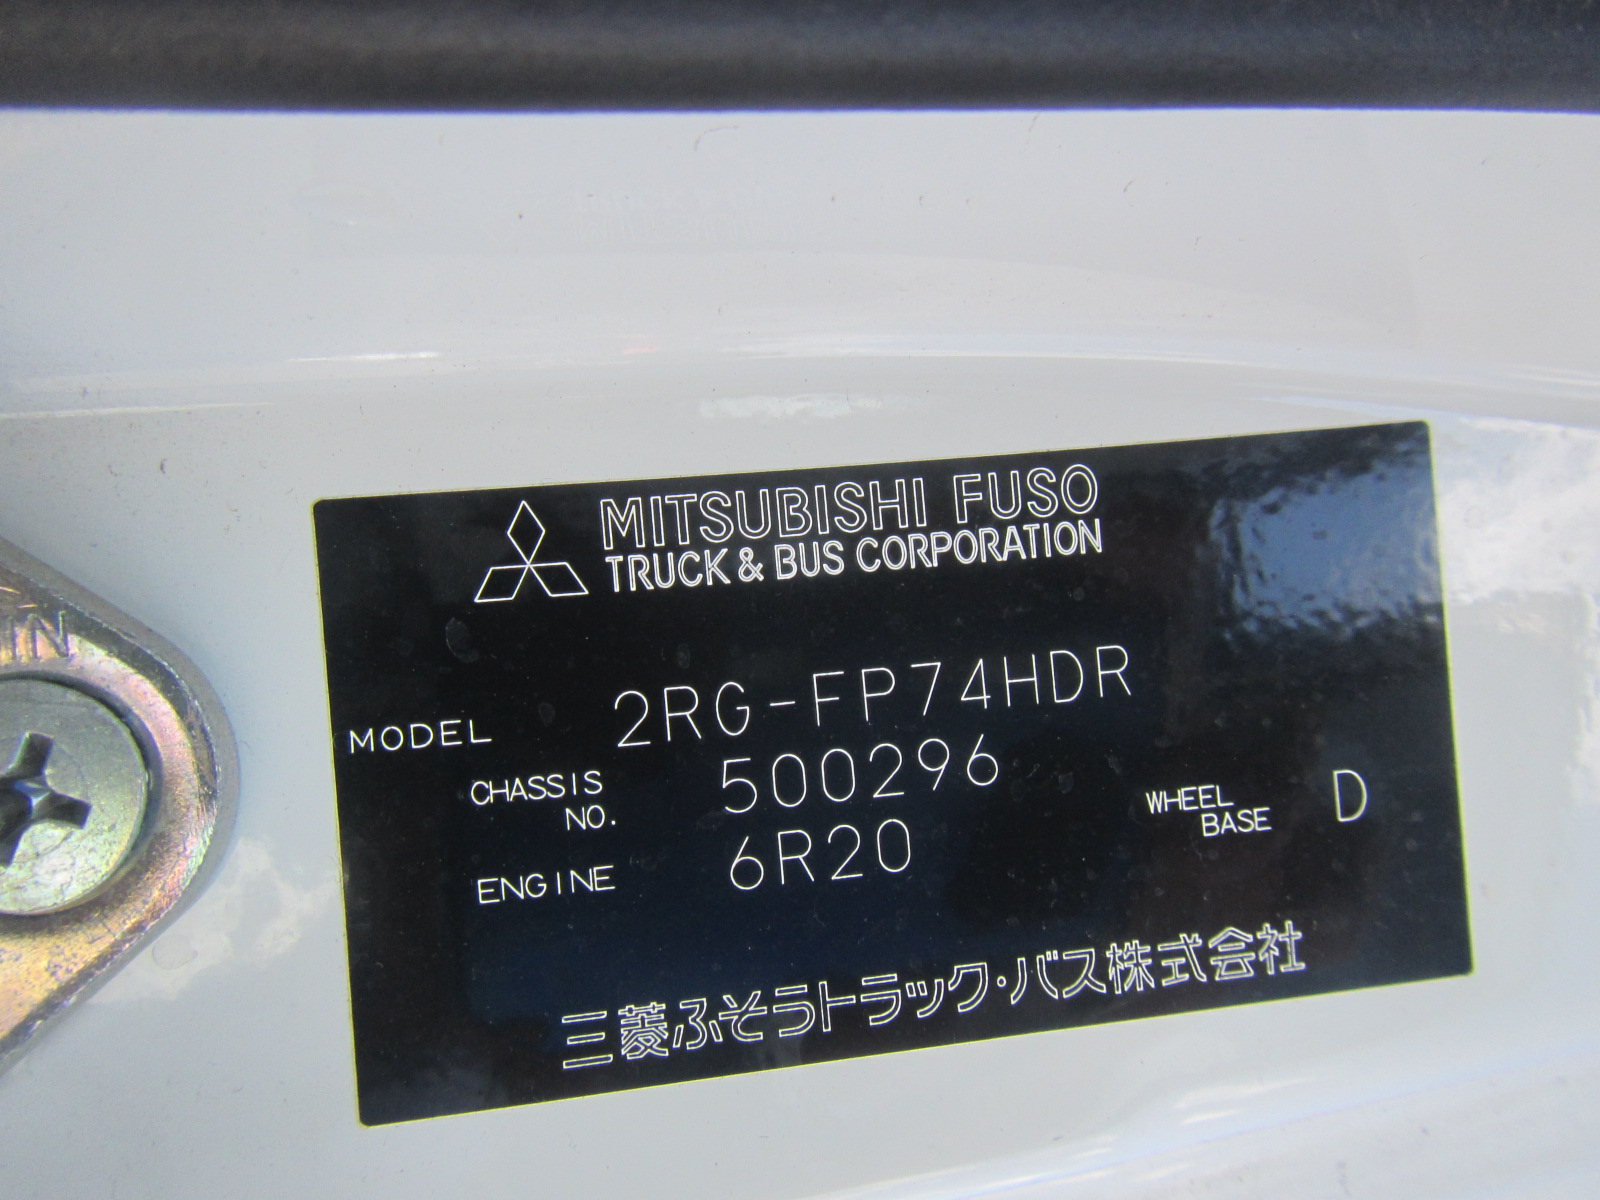 MITSUBISHI FUSO
TRUCK & BUS CORPORATION
MODEL 2RG-FP74HDR
CHASSIS NO. 500296
ENGINE 6R20
WHEEL BASE D
三菱ふそうトラック・バス株式会社